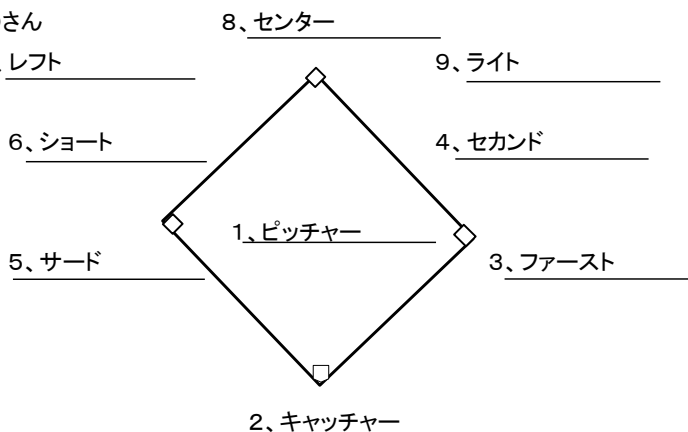 さん
8、センター
レフト
9、ライト
6、ショート
4、セカンド
1、ピッチャー
5、サード
3、ファースト
2、キャッチャー